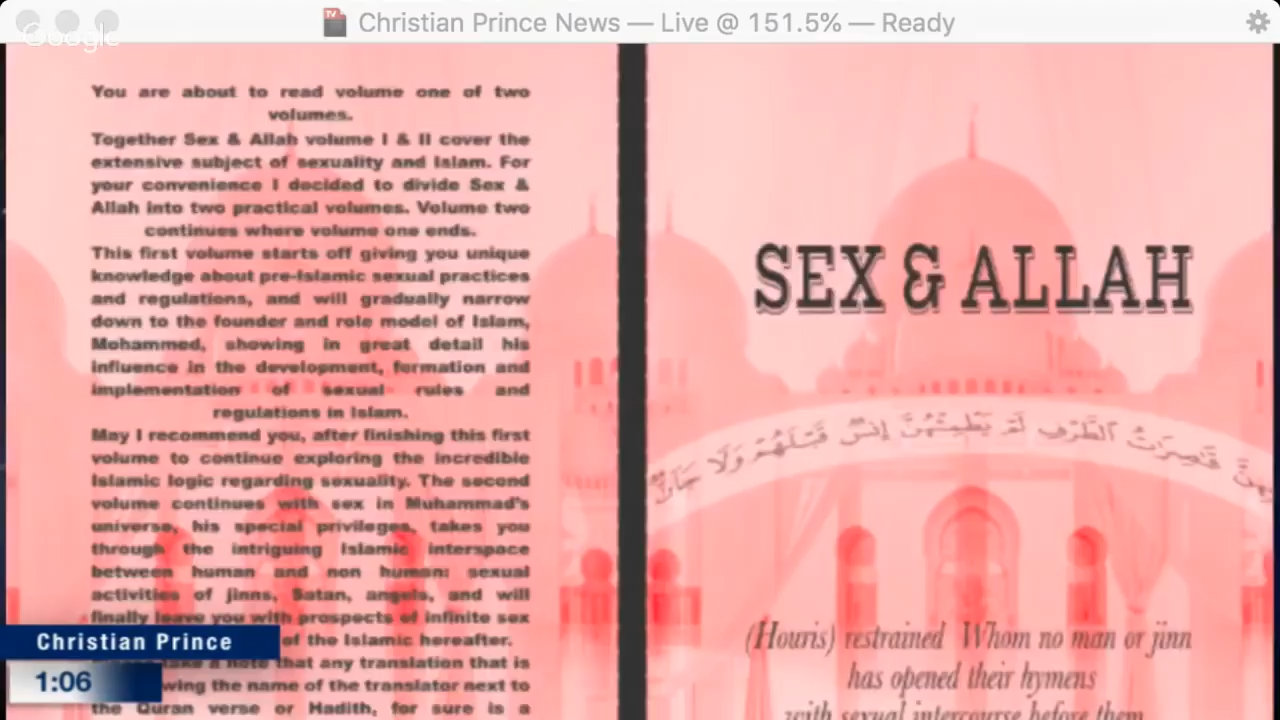 Christian Prince News — Live @ 151.5% — Ready
Google
You are about to read volume one of two
volumes.
Together Sex & Allah volume I & II cover the
extensive subject of sexuality and Islam. For
your convenience I decided to divide Sex &
Allah into two practical volumes. Volume two
continues where volume one ends.
This first volume starts off giving you unique
knowledge about pre-Islamic sexual practices
and regulations, and will gradually narrow
down to the founder and role model of Islam,
Mohammed, showing in great detail his
influence in the development, formation and
implementation of sexual rules and
regulations in Islam.
May I recommend you, after finishing this first
volume to continue exploring the incredible
Islamic logic regarding sexuality. The second
volume continues with sex in Muhammad's
universe, his special privileges, takes you
through the intriguing Islamic interspace
between human and non human: sexual
activities of jinns, Satan, angels, and will
finally leave you with prospects of infinite sex
of the Islamic hereafter.
take a note that any translation that is
the name of the translator next to
the Quran verse or Hadith, for sure is a
Christian Prince
1:06
SEX & ALLAH
قَٰصِرَٰتُ ٱلطَّرْفِ لَمْ يَطْمِثْهُنَّ إِنسٌ قَبْلَهُمْ وَلَا جَآنٌّ
(Houris) restrained Whom no man or jinn
has opened their hymens
with sexual intercourse before them